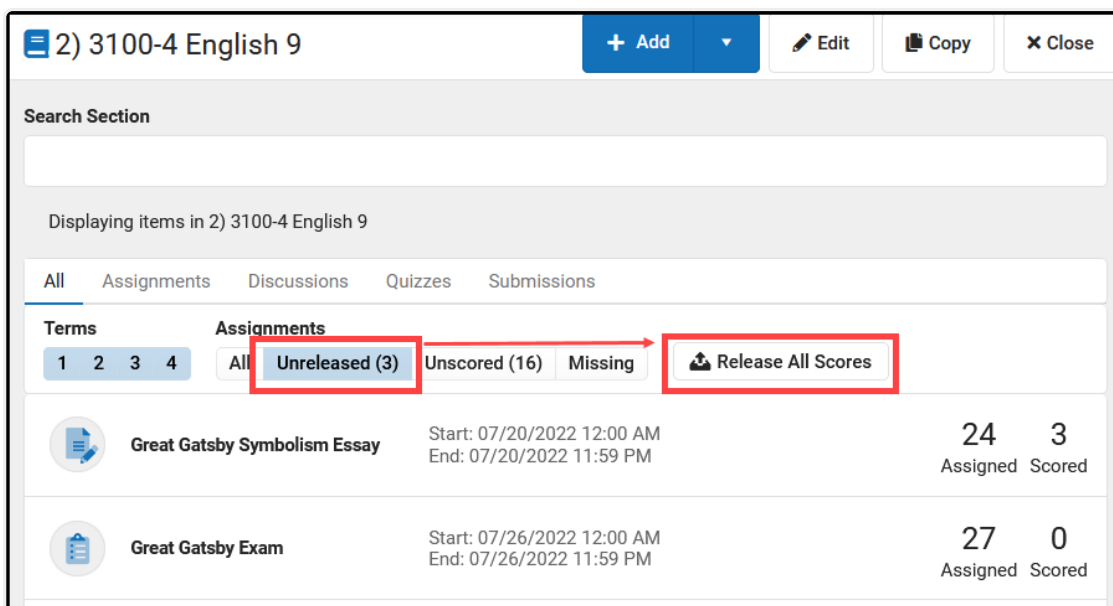 2) 3100-4 English 9
Add
Edit
Copy
Close
Search Section
Displaying items in 2) 3100-4 English 9
All Assignments Discussions Quizzes Submissions
Terms Assignments
1 2 3 4 All Unreleased (3) Unscored (16) Missing Release All Scores
Great Gatsby Symbolism Essay
Start: 07/20/2022 12:00 AM
End: 07/20/2022 11:59 PM
24 3
Assigned Scored
Great Gatsby Exam
Start: 07/26/2022 12:00 AM
End: 07/26/2022 11:59 PM
27 0
Assigned Scored